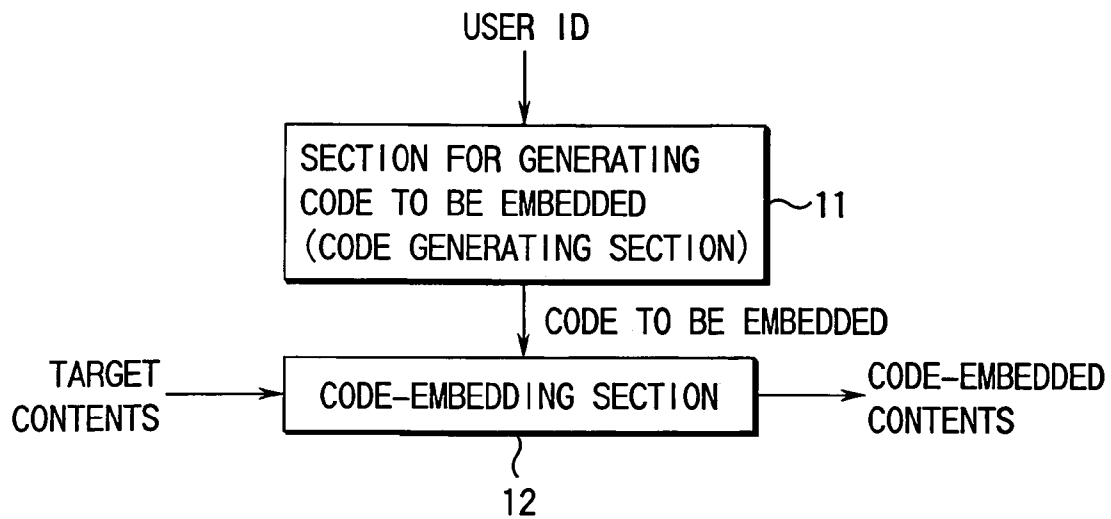 USER ID
SECTION FOR GENERATING
CODE TO BE EMBEDDED
(CODE GENERATING SECTION)
11
CODE TO BE EMBEDDED
TARGET
CONTENTS
CODE-EMBEDDING SECTION
CODE-EMBEDDED
CONTENTS
12